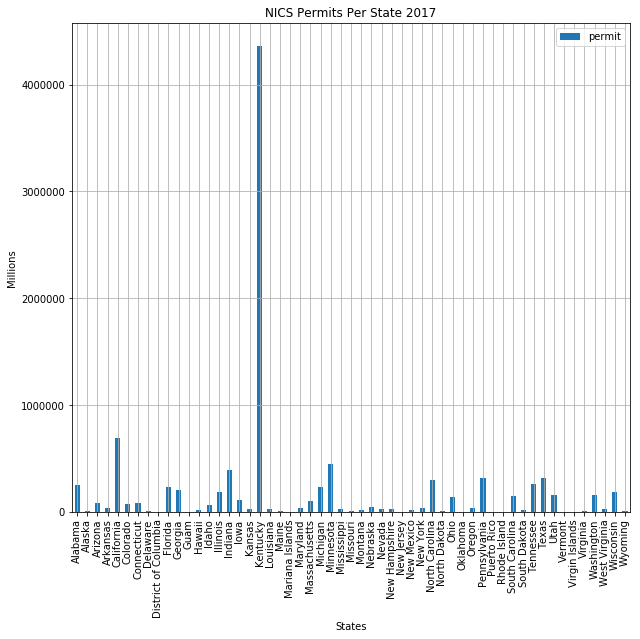 NICS Permits Per State 2017
permit
Millions
4000000
3000000
2000000
1000000
0
Alabama
Alaska
Arizona
Arkansas
California
Colorado
Connecticut
Delaware
District of Columbia
Florida
Georgia
Guam
Hawaii
Idaho
Illinois
Indiana
Iowa
Kansas
Kentucky
Louisiana
Maine
Mariana Islands
Maryland
Massachusetts
Michigan
Minnesota
Mississippi
Missouri
Montana
Nebraska
Nevada
New Hampshire
New Jersey
New Mexico
New York
North Carolina
North Dakota
Ohio
Oklahoma
Oregon
Pennsylvania
Puerto Rico
Rhode Island
South Carolina
South Dakota
Tennessee
Texas
Utah
Vermont
Virgin Islands
Virginia
Washington
West Virginia
Wisconsin
Wyoming
States